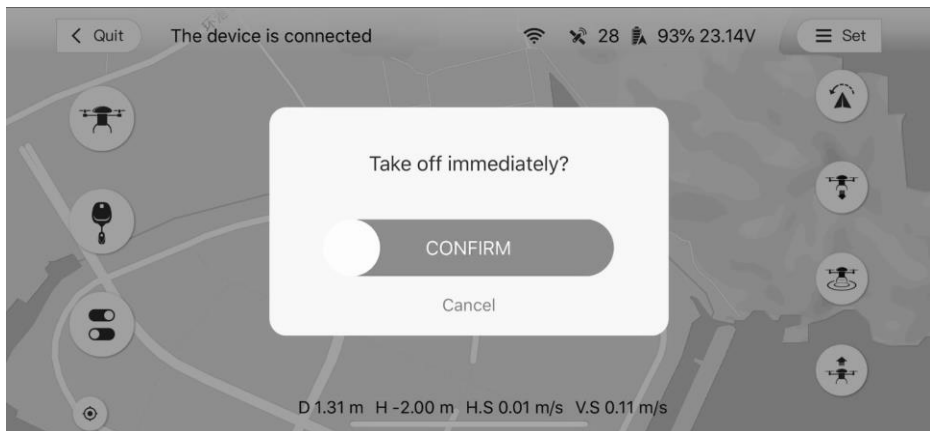 Quit
The device is connected
28
93% 23.14V
Set
Take off immediately?
CONFIRM
Cancel
D 1.31 m H -2.00 m H.S 0.01 m/s V.S 0.11 m/s